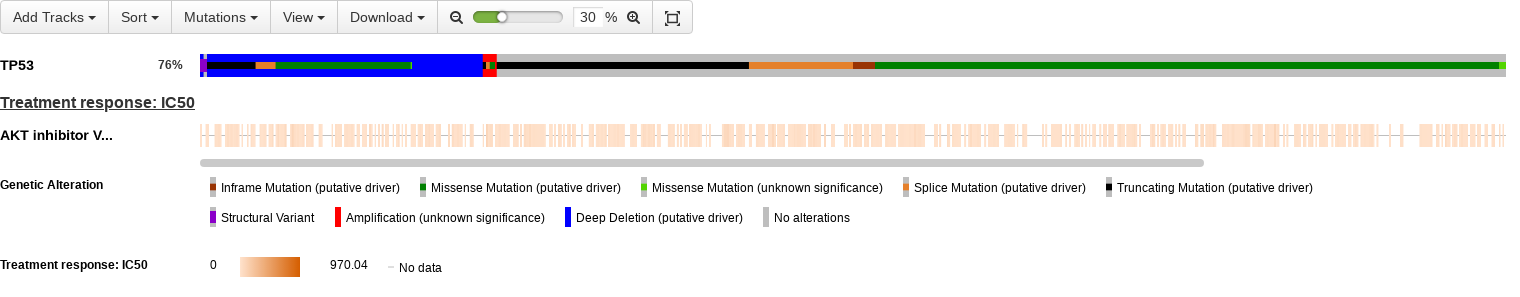 Add Tracks Sort Mutations View Download 30 %
TP53 76%
Treatment response: IC50
AKT inhibitor V...
Genetic Alteration Inframe Mutation (putative driver) Missense Mutation (putative driver) Missense Mutation (unknown significance) Splice Mutation (putative driver) Truncating Mutation (putative driver)
Structural Variant Amplification (unknown significance) Deep Deletion (putative driver) No alterations
Treatment response: IC50 0 970.04 No data